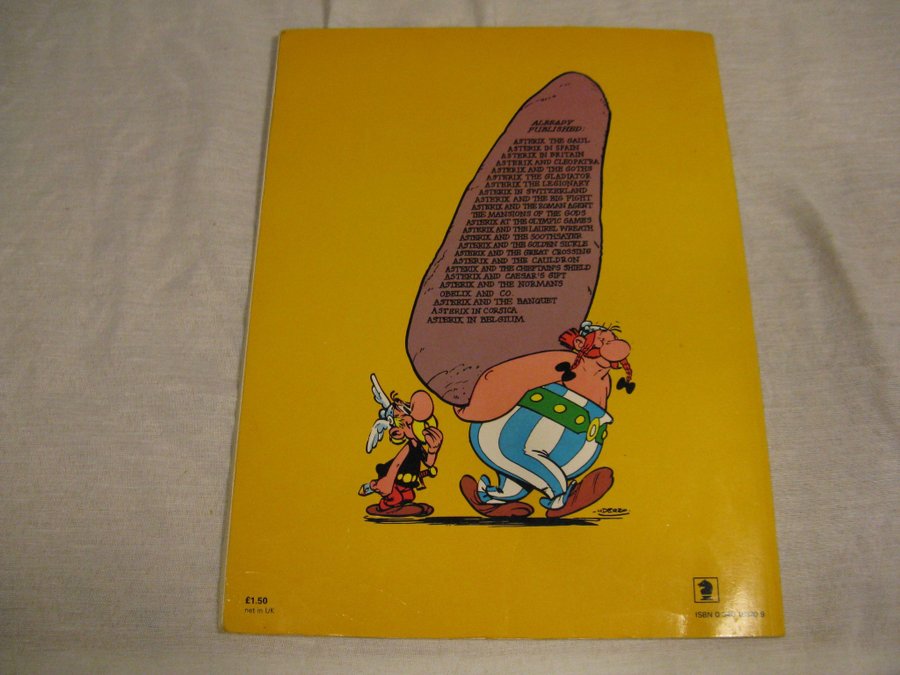 ALREADY
PUBLISHED:
ASTERIX THE GAUL
ASTERIX IN SPAIN
ASTERIX IN BRITAIN
ASTERIX AND CLEOPATRA
ASTERIX AND THE GOTHS
ASTERIX THE GLADIATOR
ASTERIX THE LEGIONARY
ASTERIX IN SWITZERLAND
ASTERIX AND THE BIG FIGHT
ASTERIX AND THE ROMAN AGENT
THE MANSIONS OF THE GODS
ASTERIX AT THE OLYMPIC GAMES
ASTERIX AND THE LAUREL WREATH
ASTERIX AND THE SOOTHSAYER
ASTERIX AND THE GOLDEN SICKLE
ASTERIX AND THE GREAT CROSSING
ASTERIX AND THE CAULDRON
ASTERIX AND THE CHIEFTAIN'S SHIELD
ASTERIX AND CAESAR'S GIFT
ASTERIX AND THE NORMANS
OBELIX AND CO.
ASTERIX AND THE BANQUET
ASTERIX IN CORSICA
ASTERIX IN BELGIUM
UDERZO
£1.50
net in UK
ISBN 0 9